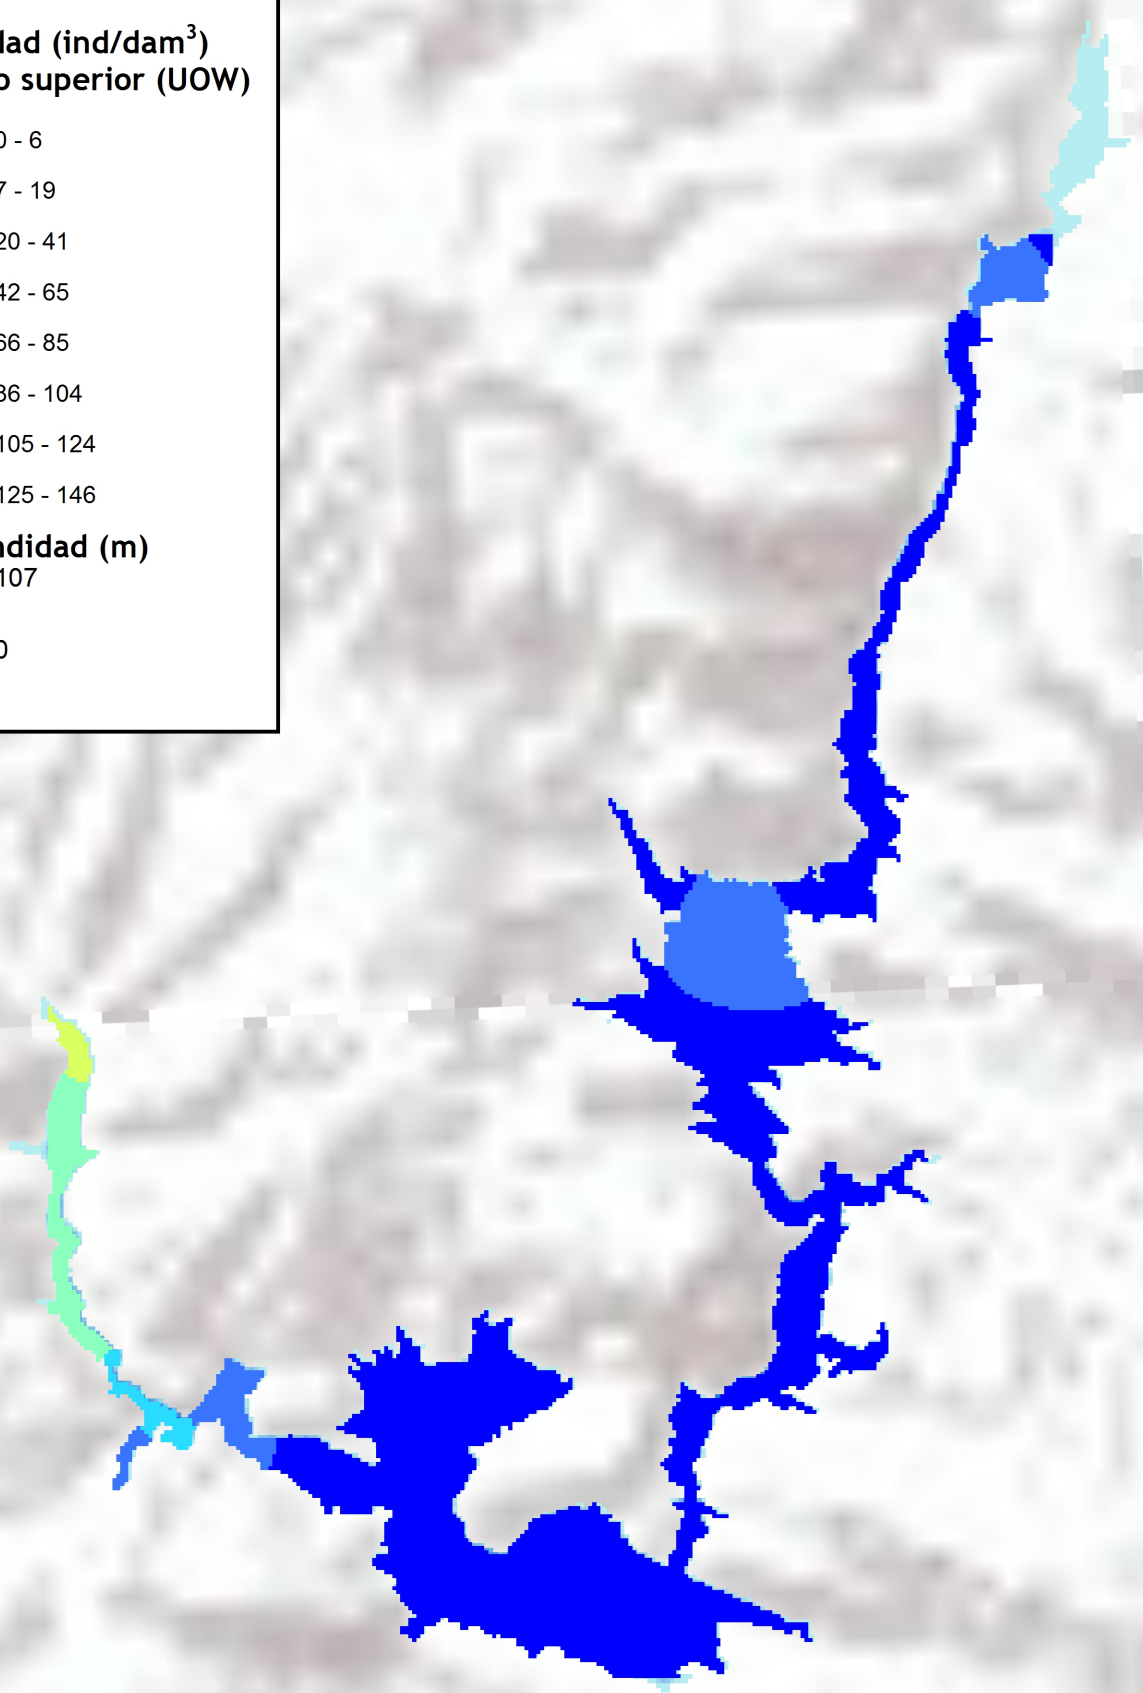 dad (ind/dam³)
o superior (UOW)
0 - 6
7 - 19
20 - 41
42 - 65
66 - 85
86 - 104
105 - 124
125 - 146
ndidad (m)
107
0